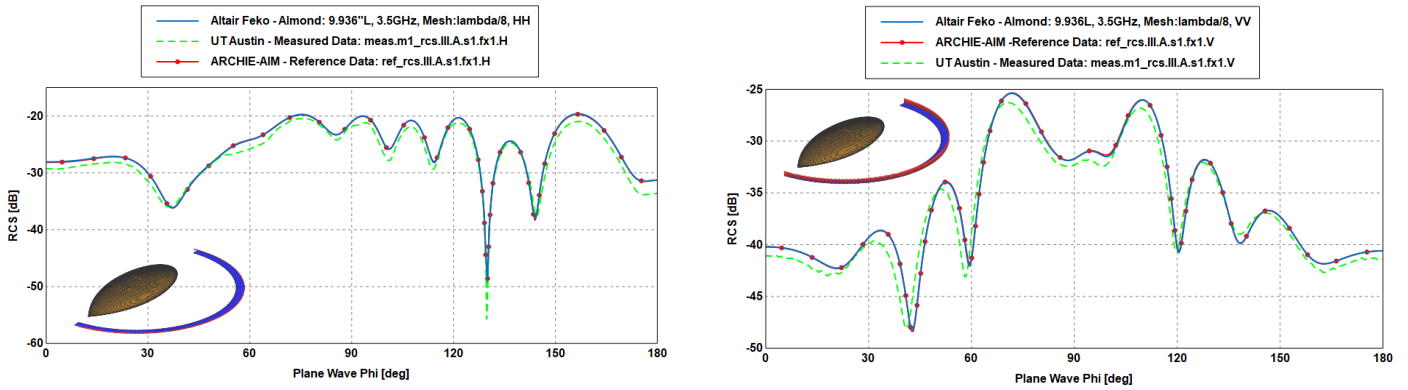 Altair Feko - Almond: 9.936"L, 3.5GHz, Mesh:lambda/8, HH
UT Austin - Measured Data: meas.m1_rcs.III.A.s1.fx1.H
ARCHIE-AIM - Reference Data: ref_rcs.III.A.s1.fx1.H
-20
-30
-40
-50
-60
RCS [dB]
0 30 60 90 120 150 180
Plane Wave Phi [deg]
Altair Feko - Almond: 9.936L, 3.5GHz, Mesh:lambda/8, VV
ARCHIE-AIM -Reference Data: ref_rcs.III.A.s1.fx1.V
UT Austin - Measured Data: meas.m1_rcs.III.A.s1.fx1.V
-25
-30
-35
-40
-45
-50
RCS [dB]
0 30 60 90 120 150 180
Plane Wave Phi [deg]